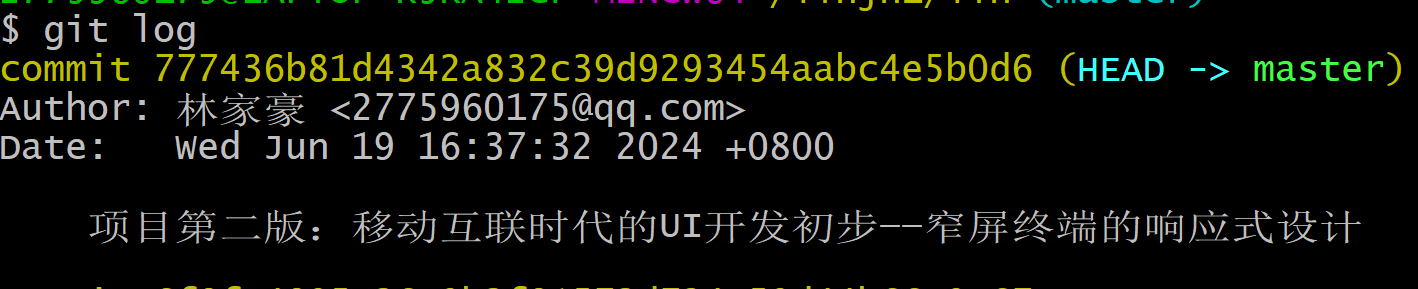 $ git log
commit 777436b81d4342a832c39d9293454aabc4e5b0d6 (HEAD -> master)
Author: 林家豪 <2775960175@qq.com>
Date:   Wed Jun 19 16:37:32 2024 +0800
项目第二版：移动互联时代的UI开发初步--窄屏终端的响应式设计